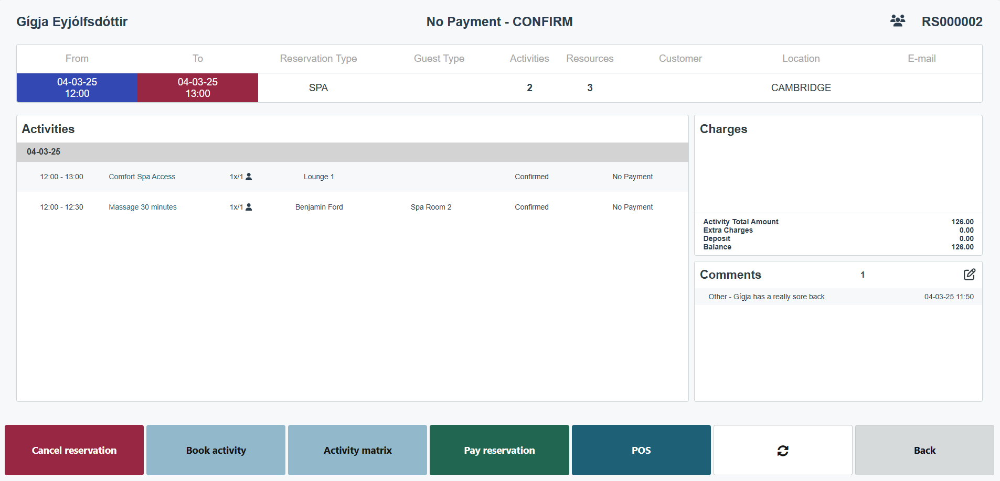 Gígja Eyjólfsdóttir
No Payment - CONFIRM
RS000002
From To Reservation Type Guest Type Activities Resources Customer Location E-mail
04-03-25 04-03-25
12:00 13:00
SPA 2 3 CAMBRIDGE
Activities
04-03-25
12:00 - 13:00 Comfort Spa Access 1x/1 Lounge 1 Confirmed No Payment
12:00 - 12:30 Massage 30 minutes 1x/1 Benjamin Ford Spa Room 2 Confirmed No Payment
Charges
Activity Total Amount 126.00
Extra Charges 0.00
Deposit 0.00
Balance 126.00
Comments 1
Other - Gígja has a really sore back 04-03-25 11:50
Cancel reservation
Book activity
Activity matrix
Pay reservation
POS
Back